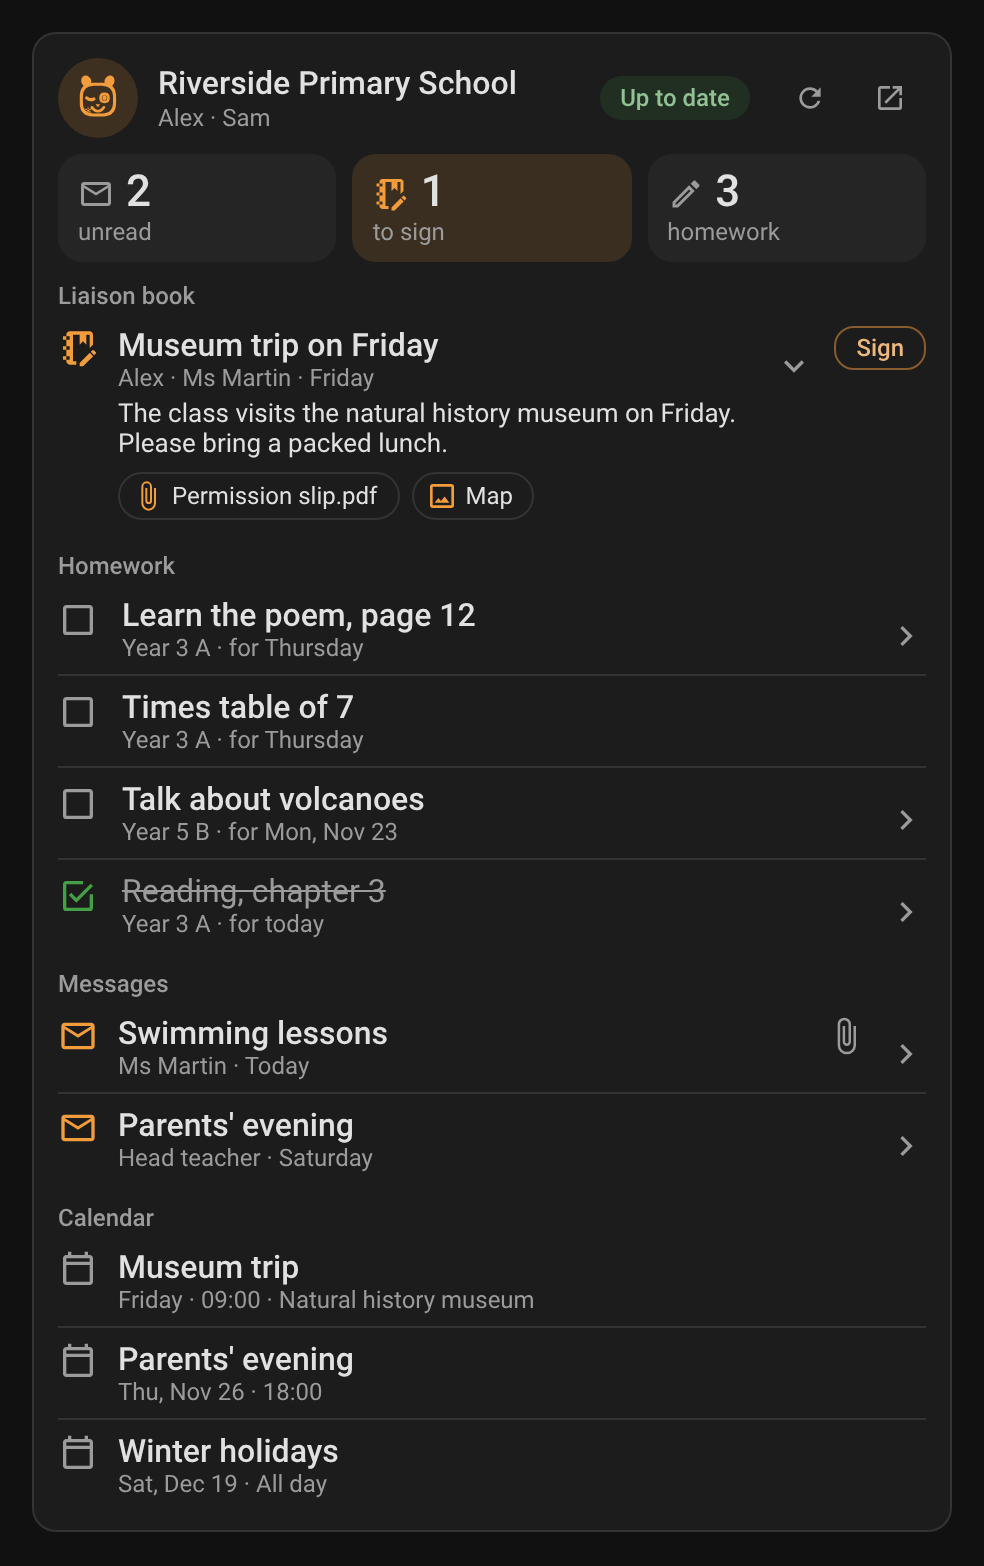 Riverside Primary School
Alex · Sam
Up to date
2
unread
1
to sign
3
homework
Liaison book
Museum trip on Friday
Alex · Ms Martin · Friday
Sign
The class visits the natural history museum on Friday.
Please bring a packed lunch.
Permission slip.pdf
Map
Homework
Learn the poem, page 12
Year 3 A · for Thursday
Times table of 7
Year 3 A · for Thursday
Talk about volcanoes
Year 5 B · for Mon, Nov 23
Reading, chapter 3
Year 3 A · for today
Messages
Swimming lessons
Ms Martin · Today
Parents' evening
Head teacher · Saturday
Calendar
Museum trip
Friday · 09:00 · Natural history museum
Parents' evening
Thu, Nov 26 · 18:00
Winter holidays
Sat, Dec 19 · All day